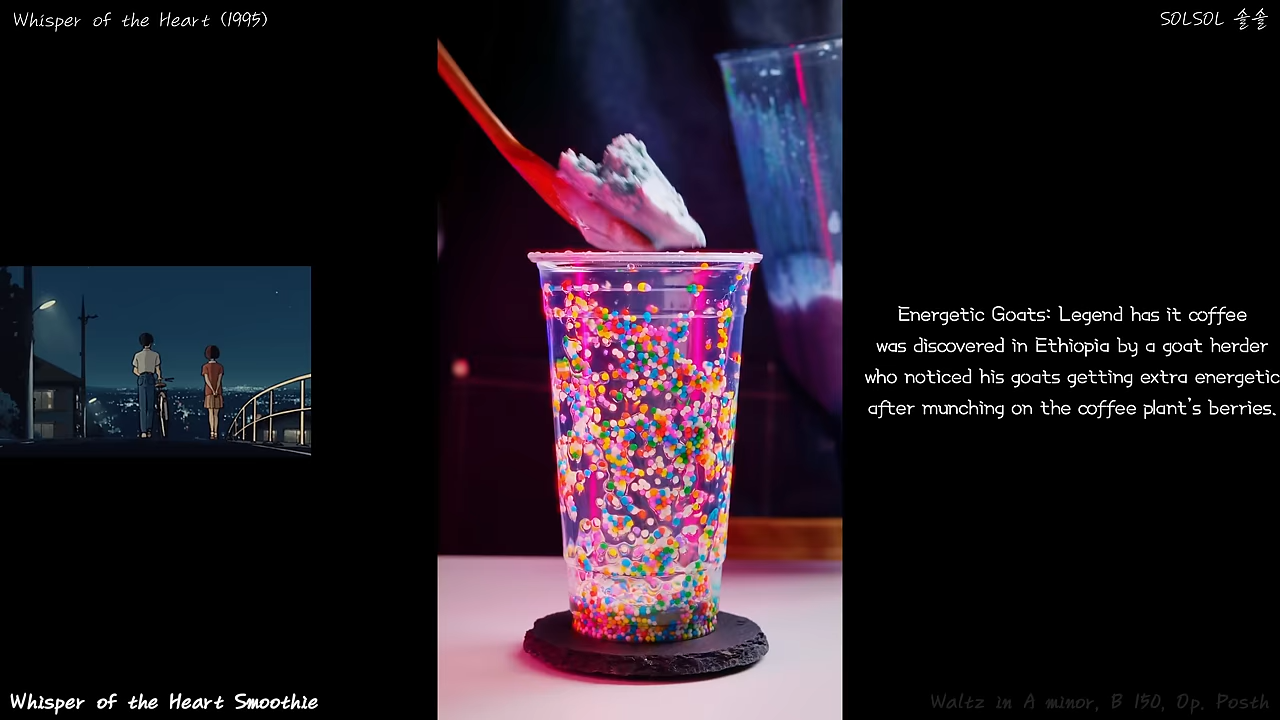 Whisper of the Heart (1995)
SOLSOL 솔솔
Energetic Goats: Legend has it coffee
was discovered in Ethiopia by a goat herder
who noticed his goats getting extra energetic
after munching on the coffee plant's berries.
Whisper of the Heart Smoothie
Waltz in A minor, B 150, Op. Posth